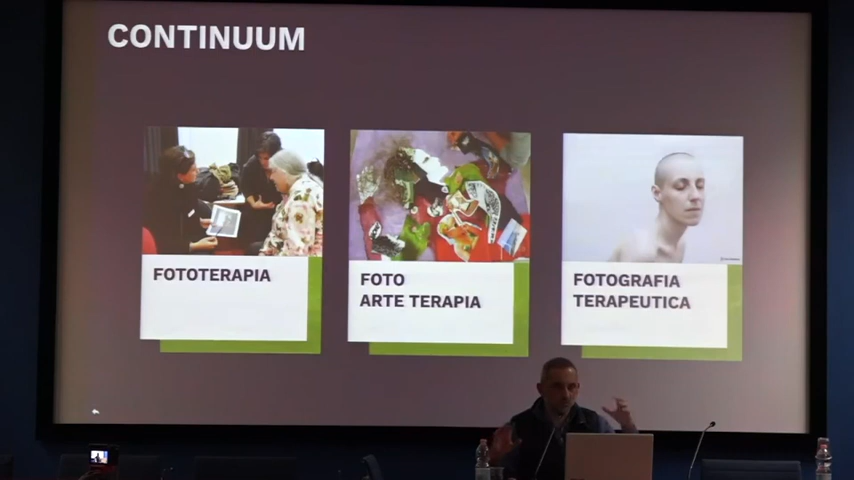 CONTINUUM
FOTOTERAPIA
FOTO
ARTE TERAPIA
FOTOGRAFIA
TERAPEUTICA